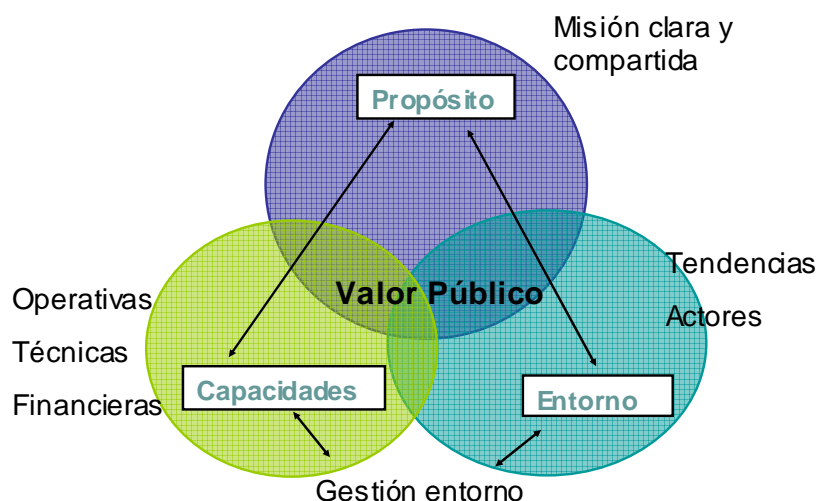 Misión clara y
compartida
Propósito
Tendencias
Valor Público
Operativas
Actores
Técnicas
Capacidades
Entorno
Financieras
Gestión entorno